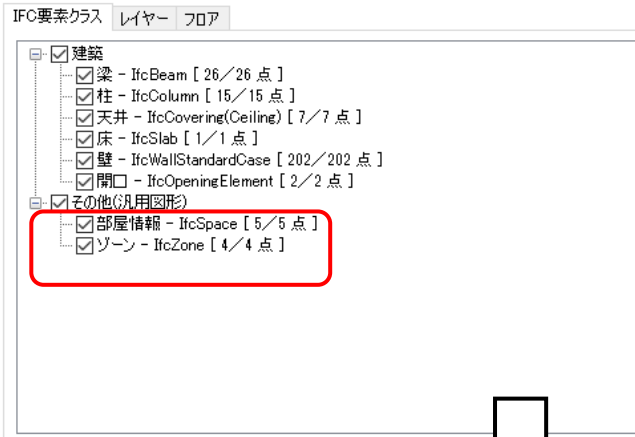 IFC要素クラス レイヤー フロア
建築
梁 - IfcBeam [ 26／26 点 ]
柱 - IfcColumn [ 15／15 点 ]
天井 - IfcCovering(Ceiling) [ 7／7 点 ]
床 - IfcSlab [ 1／1 点 ]
壁 - IfcWallStandardCase [ 202／202 点 ]
開口 - IfcOpeningElement [ 2／2 点 ]
その他(汎用図形)
部屋情報 - IfcSpace [ 5／5 点 ]
ゾーン - IfcZone [ 4／4 点 ]